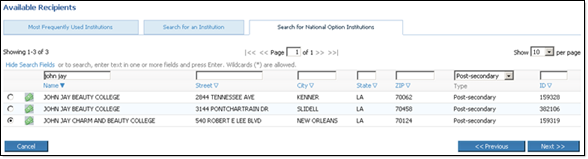 Available Recipients
Most Frequently Used Institutions Search for an Institution Search for National Option Institutions
Showing 1-3 of 3 |<< << Page 1 of 1 >> >>| Show 10 per page
Hide Search Fields or to search, enter text in one or more fields and press Enter. Wildcards (*) are allowed.
john jay Post-secondary
Name Street City State ZIP Type ID
JOHN JAY BEAUTY COLLEGE 2844 TENNESSEE AVE KENNER LA 70062 Post-secondary 159328
JOHN JAY BEAUTY COLLEGE 3144 PONTCHARTRAIN DR SLIDELL LA 70458 Post-secondary 382106
JOHN JAY CHARM AND BEAUTY COLLEGE 540 ROBERT E LEE BLVD NEW ORLEANS LA 70124 Post-secondary 159319
Cancel << Previous Next >>